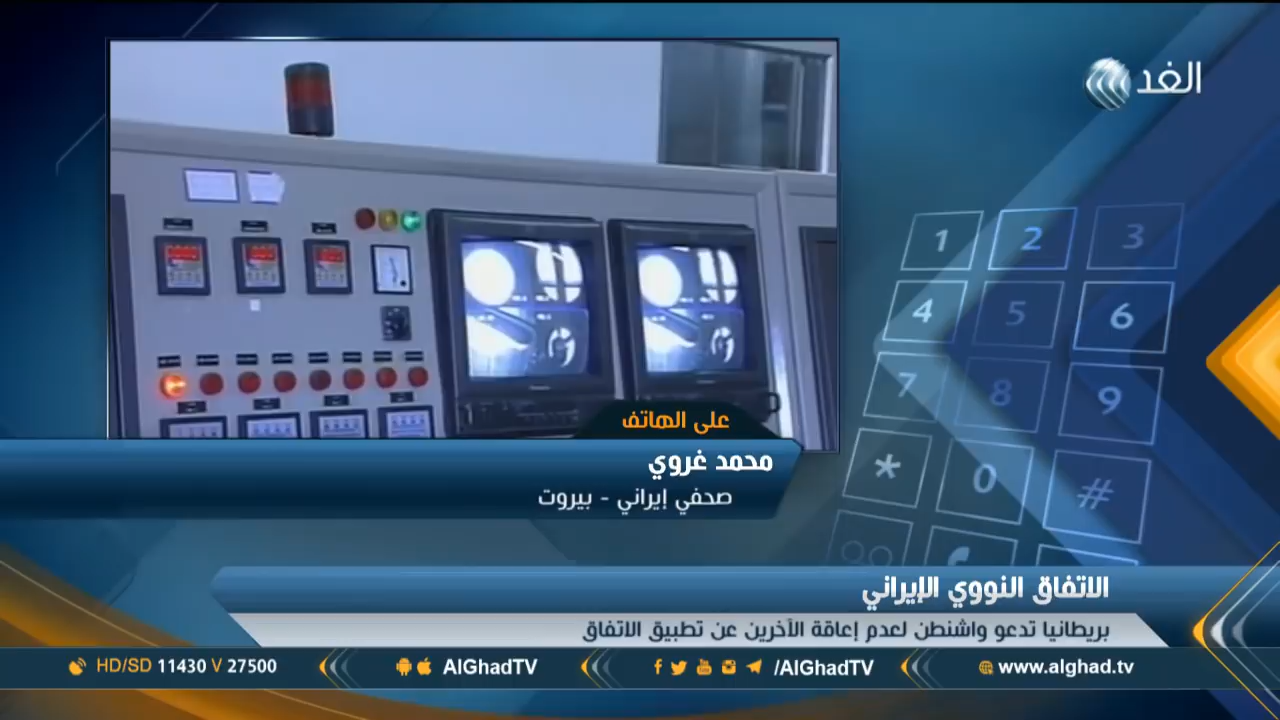 الغد
1 2 3
4 5 6
7 8 9
* 0 #
على الهاتف
محمد غروي
صحفي إيراني - بيروت
الاتفاق النووي الإيراني
بريطانيا تدعو واشنطن لعدم إعاقة الآخرين عن تطبيق الاتفاق
HD/SD 11430 V 27500 AlGhadTV /AlGhadTV www.alghad.tv